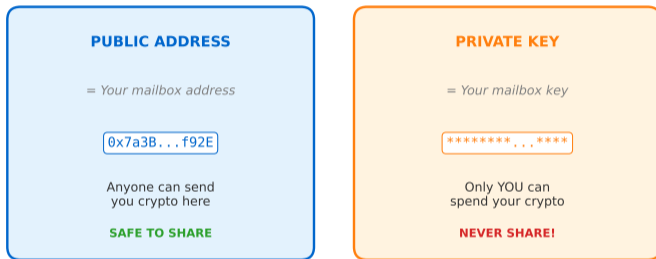 PUBLIC ADDRESS
= Your mailbox address
0x7a3B...f92E
Anyone can send
you crypto here
SAFE TO SHARE
PRIVATE KEY
= Your mailbox key
********...****
Only YOU can
spend your crypto
NEVER SHARE!